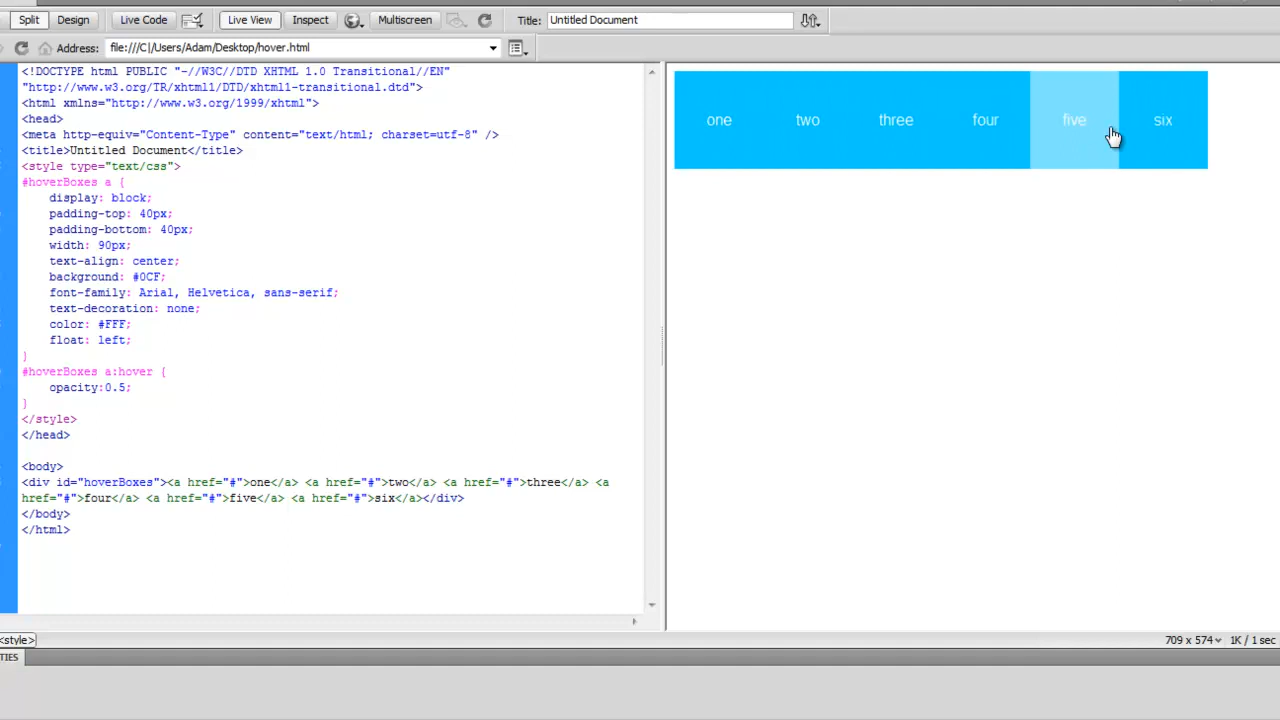 Split Design Live Code Live View Inspect Multiscreen Title: Untitled Document
Address: file:///C|/Users/Adam/Desktop/hover.html
<!DOCTYPE html PUBLIC "-//W3C//DTD XHTML 1.0 Transitional//EN"
"http://www.w3.org/TR/xhtml1/DTD/xhtml1-transitional.dtd">
<html xmlns="http://www.w3.org/1999/xhtml">
<head>
<meta http-equiv="Content-Type" content="text/html; charset=utf-8" />
<title>Untitled Document</title>
<style type="text/css">
#hoverBoxes a {
display: block;
padding-top: 40px;
padding-bottom: 40px;
width: 90px;
text-align: center;
background: #0CF;
font-family: Arial, Helvetica, sans-serif;
text-decoration: none;
color: #FFF;
float: left;
}
#hoverBoxes a:hover {
opacity:0.5;
}
</style>
</head>
<body>
<div id="hoverBoxes"><a href="#">one</a> <a href="#">two</a> <a href="#">three</a> <a
href="#">four</a> <a href="#">five</a> <a href="#">six</a></div>
</body>
</html>
one two three four five six
<style> 709 x 574 1K / 1 sec
TIES